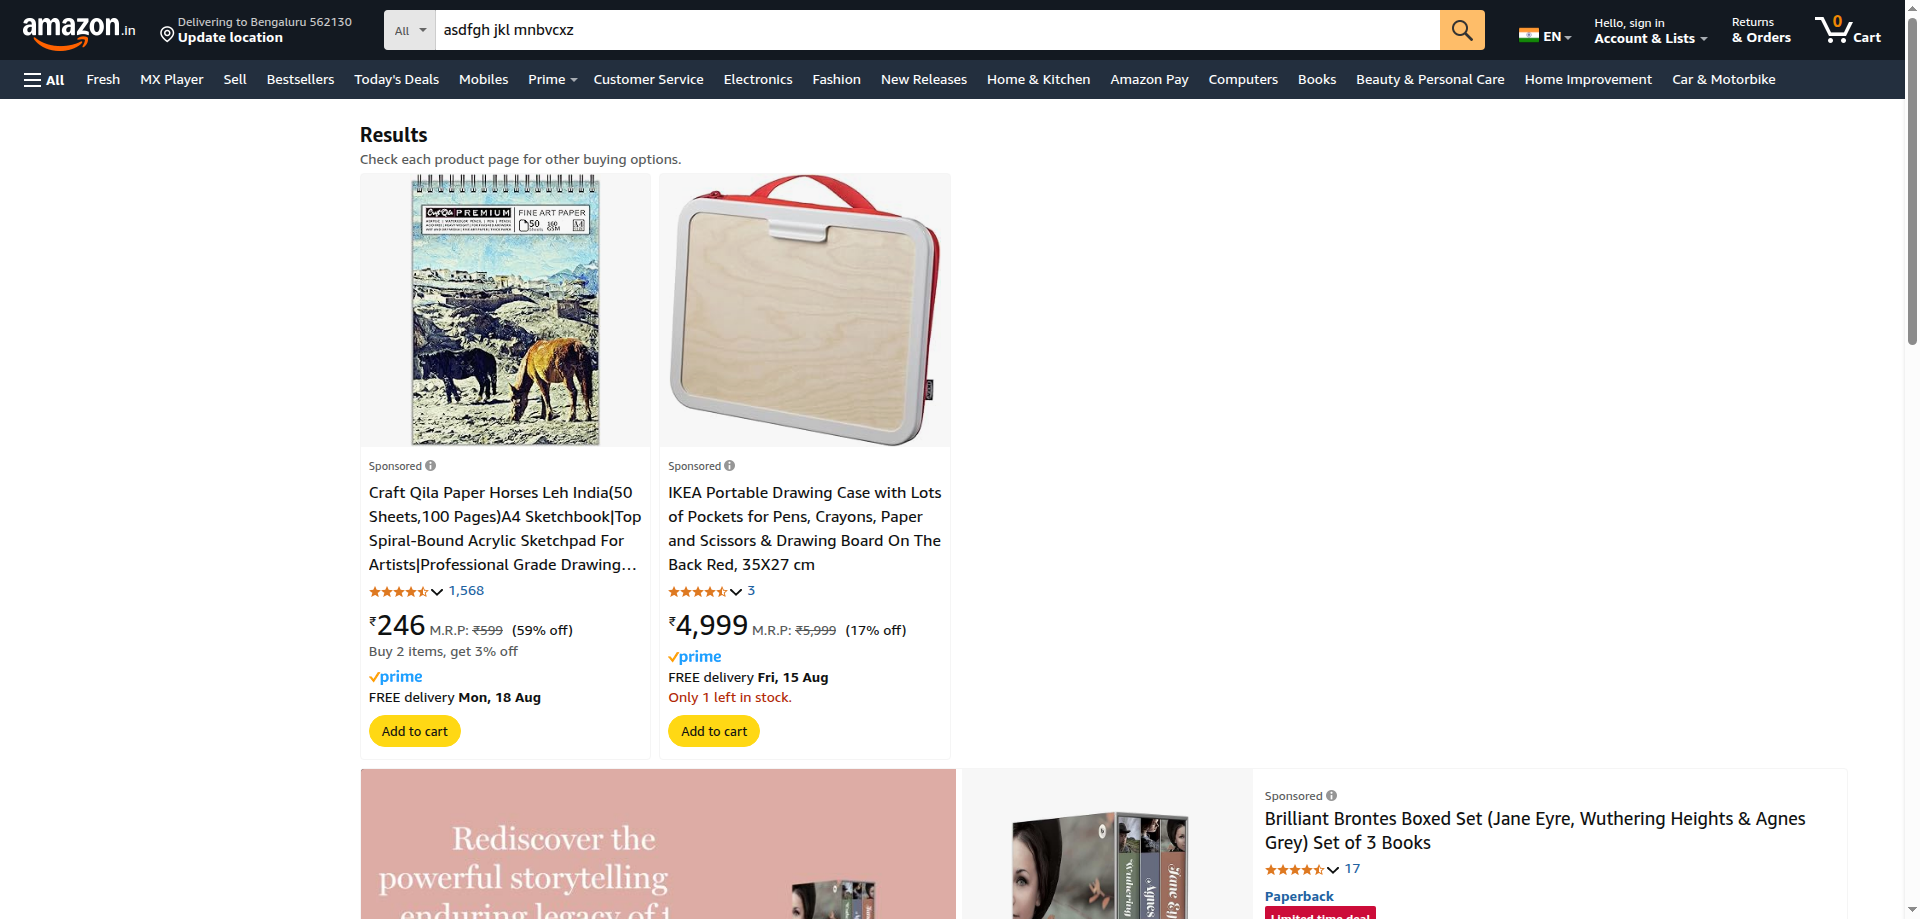 amazon.in
Delivering to Bengaluru 562130
Update location
All
asdfgh jkl mnbvcxz
EN
Hello, sign in
Account & Lists
Returns
& Orders
0
Cart
All
Fresh
MX Player
Sell
Bestsellers
Today's Deals
Mobiles
Prime
Customer Service
Electronics
Fashion
New Releases
Home & Kitchen
Amazon Pay
Computers
Books
Beauty & Personal Care
Home Improvement
Car & Motorbike
Results
Check each product page for other buying options.
Craft Qila PREMIUM
FINE ART PAPER
50
100
GSM
A4
Sponsored
Craft Qila Paper Horses Leh India(50
Sheets,100 Pages)A4 Sketchbook|Top
Spiral-Bound Acrylic Sketchpad For
Artists|Professional Grade Drawing…
1,568
₹246 M.R.P: ₹599 (59% off)
Buy 2 items, get 3% off
prime
FREE delivery Mon, 18 Aug
Add to cart
Sponsored
IKEA Portable Drawing Case with Lots
of Pockets for Pens, Crayons, Paper
and Scissors & Drawing Board On The
Back Red, 35X27 cm
3
₹4,999 M.R.P: ₹5,999 (17% off)
prime
FREE delivery Fri, 15 Aug
Only 1 left in stock.
Add to cart
Rediscover the
powerful storytelling
enduring legacy of t
Wuthering
Agnes
Jane Ey
Sponsored
Brilliant Brontes Boxed Set (Jane Eyre, Wuthering Heights & Agnes
Grey) Set of 3 Books
17
Paperback
Limited time deal